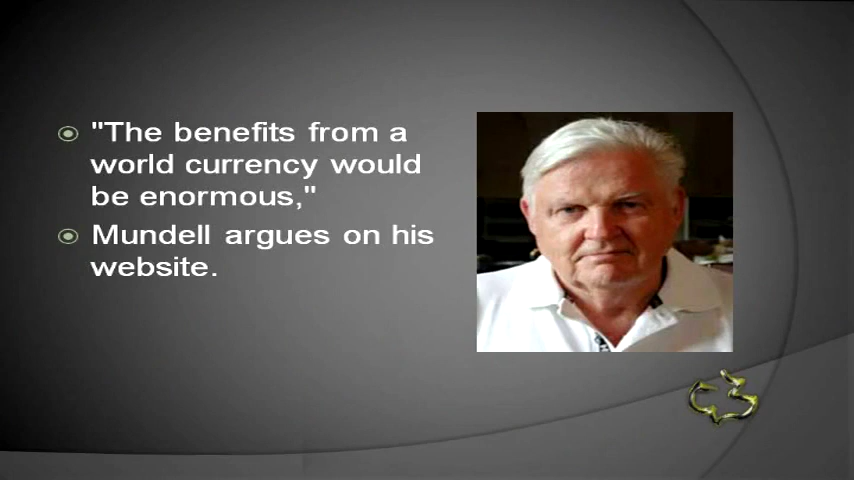 "The benefits from a
world currency would
be enormous,"
Mundell argues on his
website.